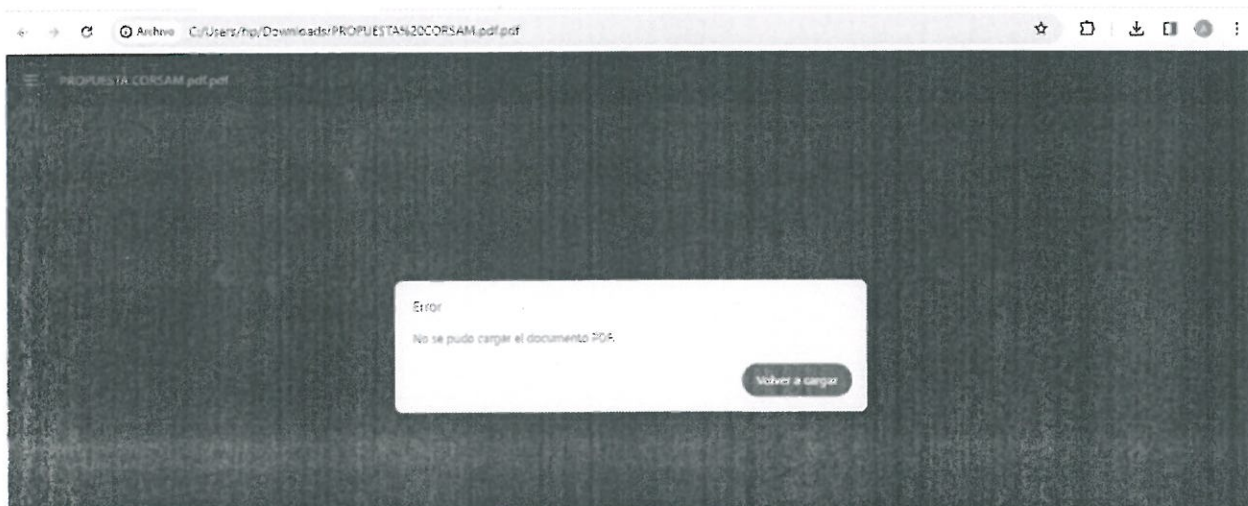 Archivo C:/Users/hp/Downloads/PROPUESTA%20CORSAM.pdf.pdf
PROPUESTA CORSAM.pdf.pdf
Error
No se pudo cargar el documento PDF.
Volver a cargar